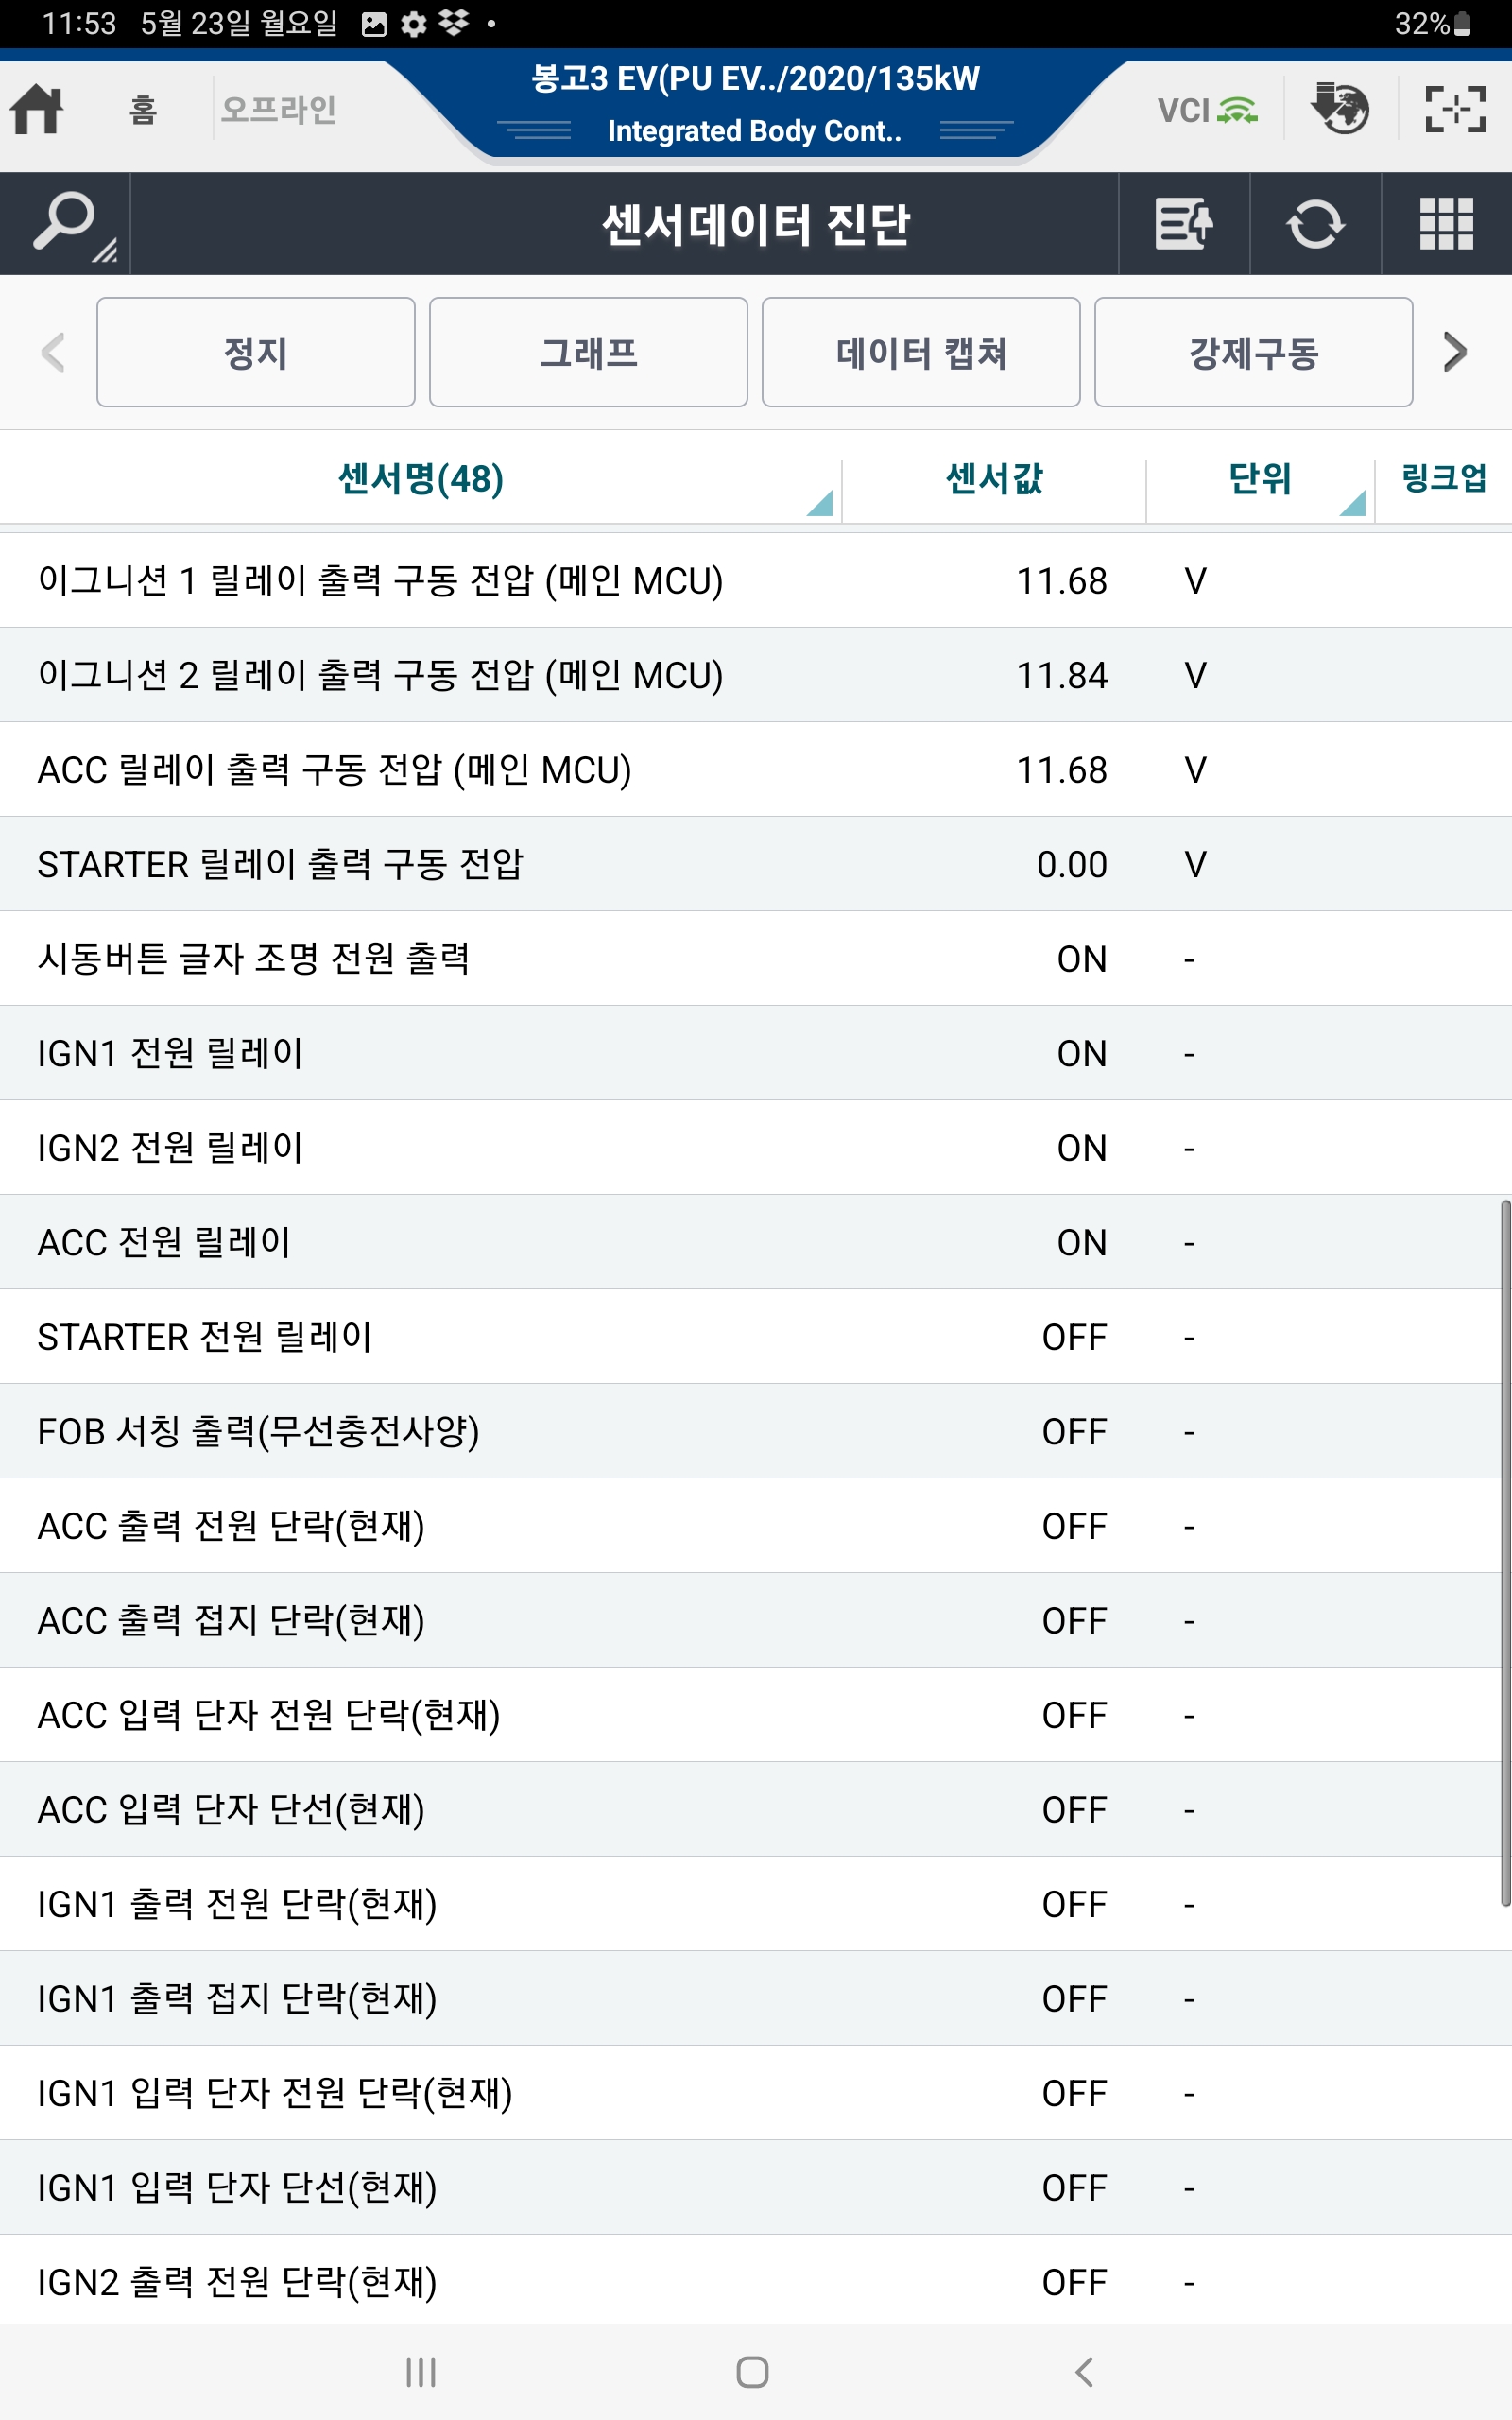 11:53 5월 23일 월요일 32%
봉고3 EV(PU EV../2020/135kW
홈 오프라인 VCI
Integrated Body Cont..
센서데이터 진단
정지 그래프 데이터 캡쳐 강제구동
센서명(48) 센서값 단위 링크업
이그니션 1 릴레이 출력 구동 전압 (메인 MCU) 11.68 V
이그니션 2 릴레이 출력 구동 전압 (메인 MCU) 11.84 V
ACC 릴레이 출력 구동 전압 (메인 MCU) 11.68 V
STARTER 릴레이 출력 구동 전압 0.00 V
시동버튼 글자 조명 전원 출력 ON -
IGN1 전원 릴레이 ON -
IGN2 전원 릴레이 ON -
ACC 전원 릴레이 ON -
STARTER 전원 릴레이 OFF -
FOB 서칭 출력(무선충전사양) OFF -
ACC 출력 전원 단락(현재) OFF -
ACC 출력 접지 단락(현재) OFF -
ACC 입력 단자 전원 단락(현재) OFF -
ACC 입력 단자 단선(현재) OFF -
IGN1 출력 전원 단락(현재) OFF -
IGN1 출력 접지 단락(현재) OFF -
IGN1 입력 단자 전원 단락(현재) OFF -
IGN1 입력 단자 단선(현재) OFF -
IGN2 출력 전원 단락(현재) OFF -